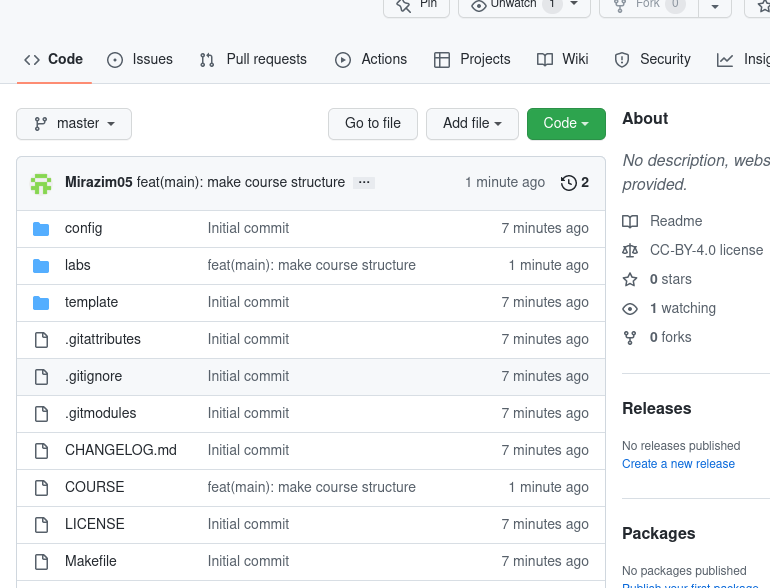 Pin Unwatch 1 Fork 0
Code Issues Pull requests Actions Projects Wiki Security Insig
master Go to file Add file Code
Mirazim05 feat(main): make course structure ... 1 minute ago 2
config Initial commit 7 minutes ago
labs feat(main): make course structure 1 minute ago
template Initial commit 7 minutes ago
.gitattributes Initial commit 7 minutes ago
.gitignore Initial commit 7 minutes ago
.gitmodules Initial commit 7 minutes ago
CHANGELOG.md Initial commit 7 minutes ago
COURSE feat(main): make course structure 1 minute ago
LICENSE Initial commit 7 minutes ago
Makefile Initial commit 7 minutes ago
About
No description, webs
provided.
Readme
CC-BY-4.0 license
0 stars
1 watching
0 forks
Releases
No releases published
Create a new release
Packages
No packages published
Publish your first package